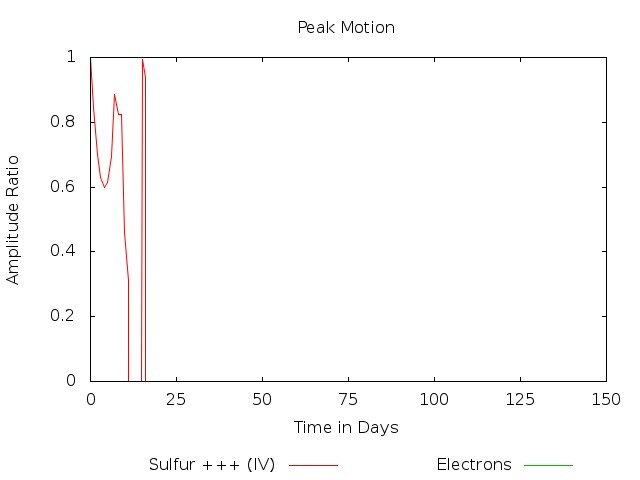 Peak Motion
Amplitude Ratio
1
0.8
0.6
0.4
0.2
0
0 25 50 75 100 125 150
Time in Days
Sulfur +++ (IV) Electrons